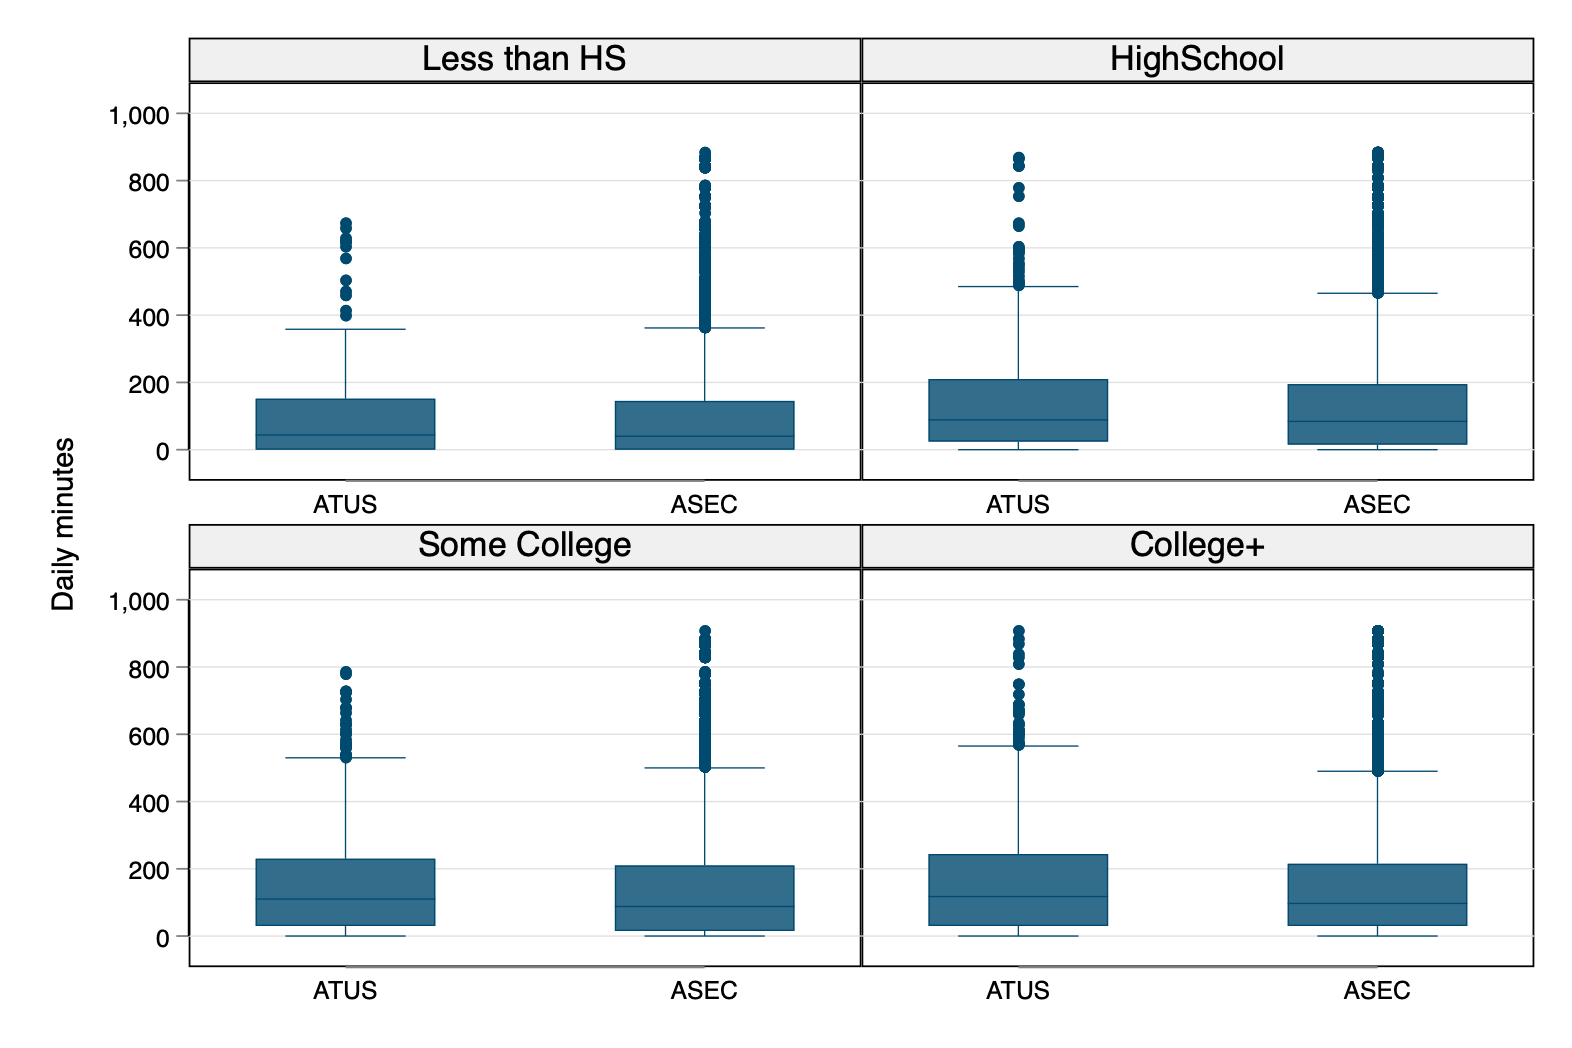 Less than HS
HighSchool
1,000
800
600
400
200
0
ATUS
ASEC
ATUS
ASEC
Daily minutes
Some College
College+
1,000
800
600
400
200
0
ATUS
ASEC
ATUS
ASEC